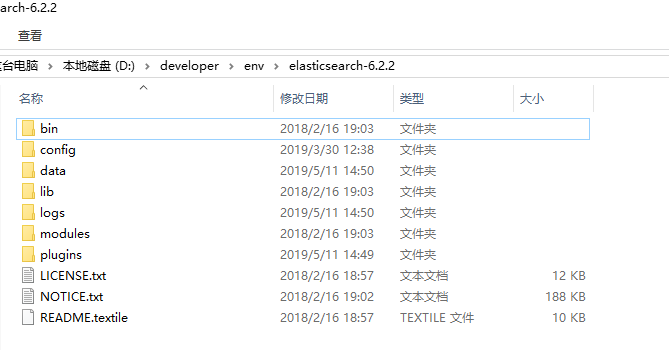 arch-6.2.2
查看
这台电脑 › 本地磁盘 (D:) › developer › env › elasticsearch-6.2.2
名称 修改日期 类型 大小
bin 2018/2/16 19:03 文件夹
config 2019/3/30 12:38 文件夹
data 2019/5/11 14:50 文件夹
lib 2018/2/16 19:03 文件夹
logs 2019/5/11 14:50 文件夹
modules 2018/2/16 19:03 文件夹
plugins 2019/5/11 14:49 文件夹
LICENSE.txt 2018/2/16 18:57 文本文档 12 KB
NOTICE.txt 2018/2/16 19:02 文本文档 188 KB
README.textile 2018/2/16 18:57 TEXTILE 文件 10 KB